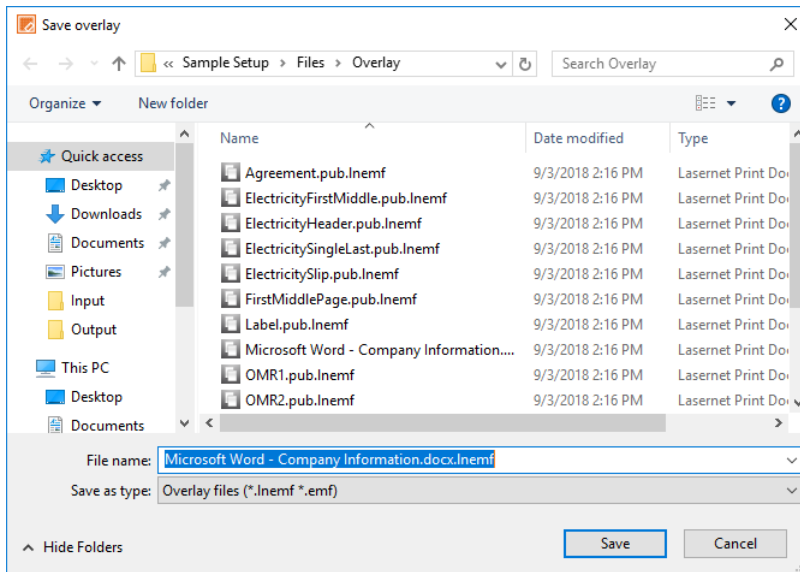 Save overlay
« Sample Setup > Files > Overlay
Search Overlay
Organize
New folder
Name Date modified Type
Quick access
Desktop
Downloads
Documents
Pictures
Input
Output
This PC
Desktop
Documents
Agreement.pub.lnemf 9/3/2018 2:16 PM Lasernet Print Do
ElectricityFirstMiddle.pub.lnemf 9/3/2018 2:16 PM Lasernet Print Do
ElectricityHeader.pub.lnemf 9/3/2018 2:16 PM Lasernet Print Do
ElectricitySingleLast.pub.lnemf 9/3/2018 2:16 PM Lasernet Print Do
ElectricitySlip.pub.lnemf 9/3/2018 2:16 PM Lasernet Print Do
FirstMiddlePage.pub.lnemf 9/3/2018 2:16 PM Lasernet Print Do
Label.pub.lnemf 9/3/2018 2:16 PM Lasernet Print Do
Microsoft Word - Company Information.... 9/3/2018 2:16 PM Lasernet Print Do
OMR1.pub.lnemf 9/3/2018 2:16 PM Lasernet Print Do
OMR2.pub.lnemf 9/3/2018 2:16 PM Lasernet Print Do
File name: Microsoft Word - Company Information.docx.lnemf
Save as type: Overlay files (*.lnemf *.emf)
Hide Folders
Save
Cancel